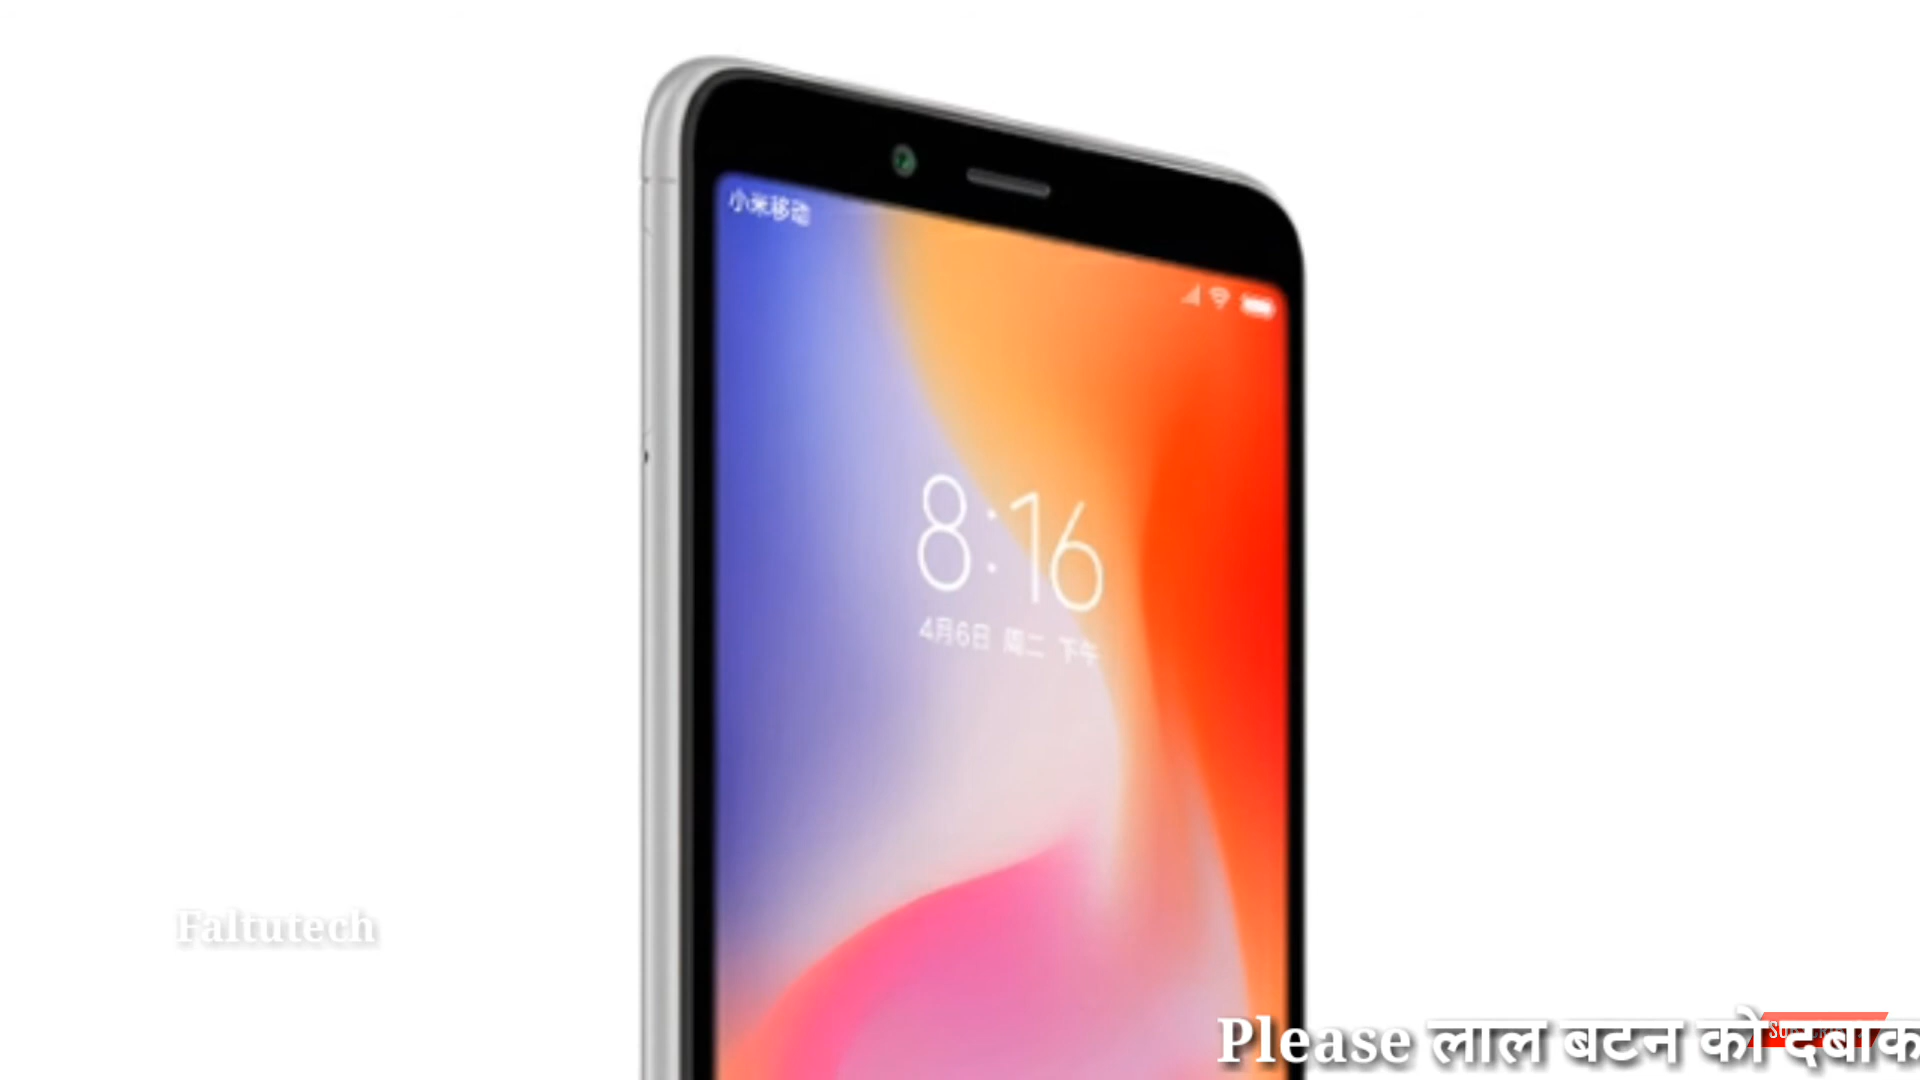 小米移动
8:16
4月6日 周二 下午
Faltutech
Please लाल बटन को दबाक